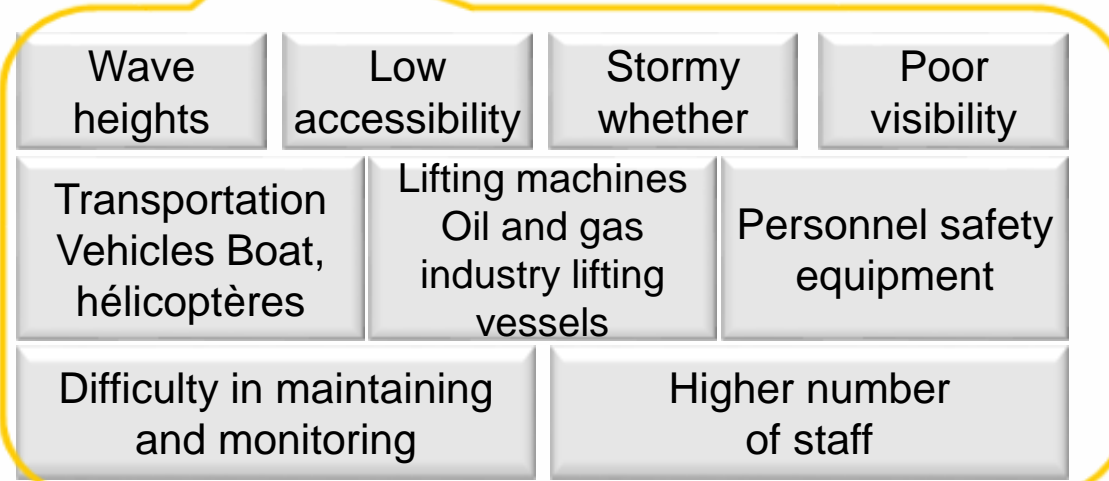 Wave
heights
Low
accessibility
Stormy
whether
Poor
visibility
Transportation
Vehicles Boat,
hélicoptères
Lifting machines
Oil and gas
industry lifting
vessels
Personnel safety
equipment
Difficulty in maintaining
and monitoring
Higher number
of staff